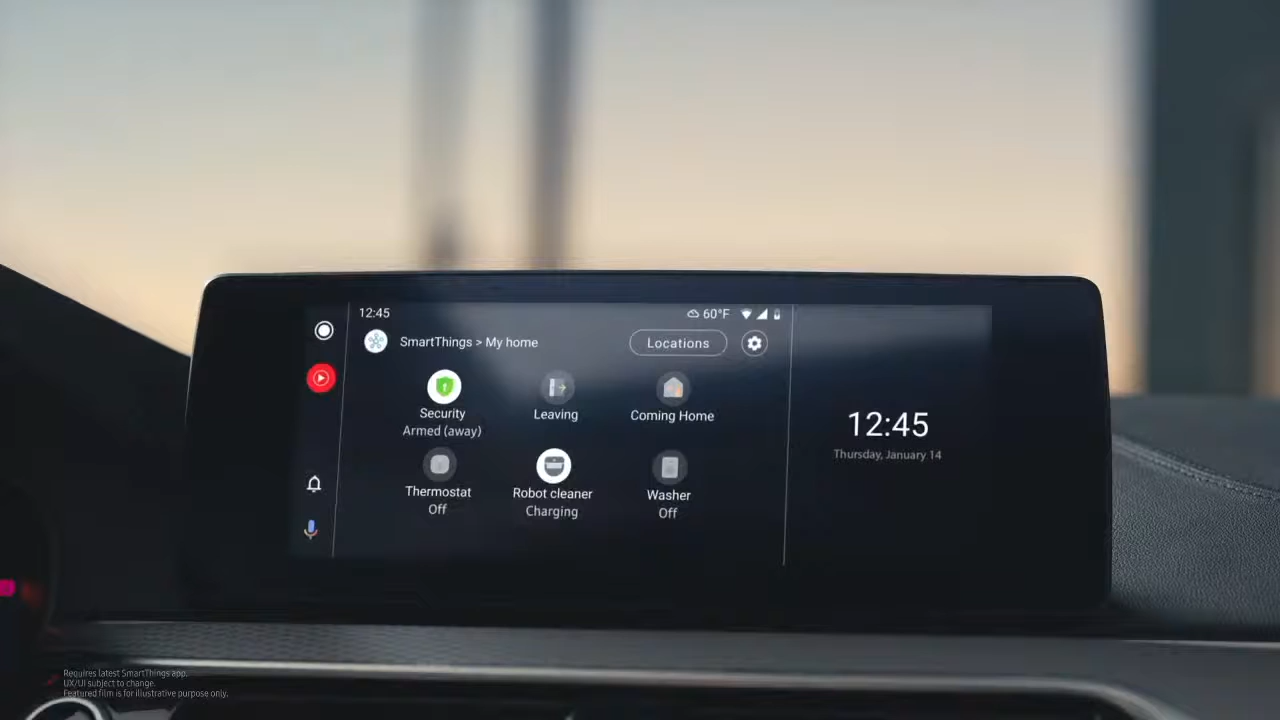 12:45
60°F
SmartThings > My home
Locations
Security
Armed (away)
Leaving
Coming Home
Thermostat
Off
Robot cleaner
Charging
Washer
Off
12:45
Thursday, January 14
Requires latest SmartThings app.
UX/UI subject to change.
Featured film is for illustrative purpose only.